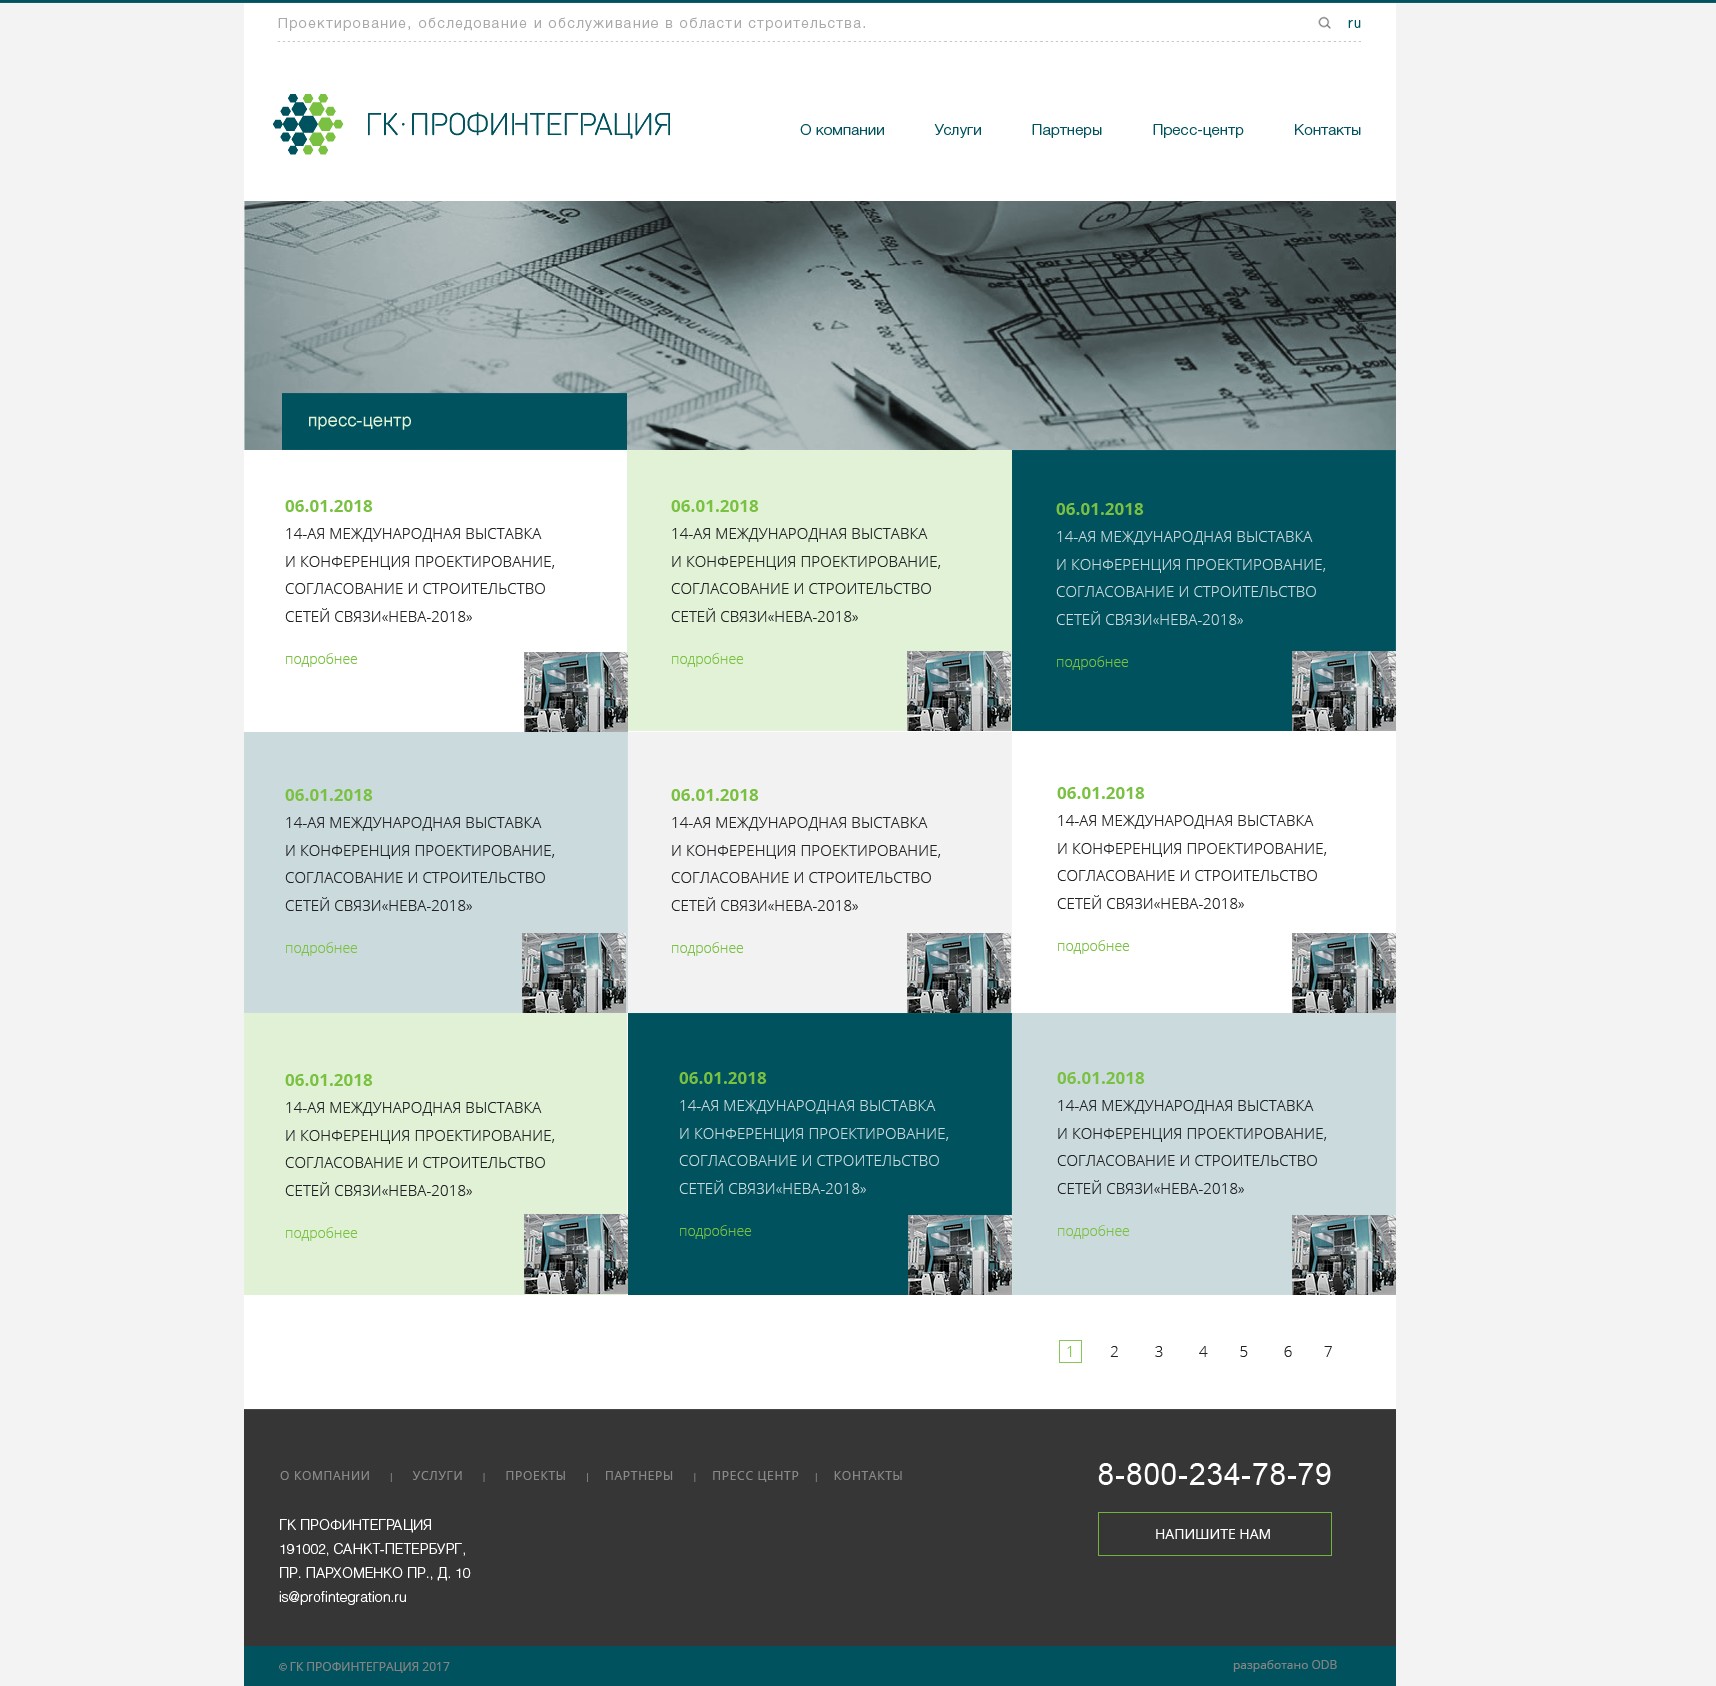 Проектирование, обследование и обслуживание в области строительства.
ru
ГК·ПРОФИНТЕГРАЦИЯ
О компании
Услуги
Партнеры
Пресс-центр
Контакты
пресс-центр
06.01.2018
14-АЯ МЕЖДУНАРОДНАЯ ВЫСТАВКА
И КОНФЕРЕНЦИЯ ПРОЕКТИРОВАНИЕ,
СОГЛАСОВАНИЕ И СТРОИТЕЛЬСТВО
СЕТЕЙ СВЯЗИ«НЕВА-2018»
подробнее
06.01.2018
14-АЯ МЕЖДУНАРОДНАЯ ВЫСТАВКА
И КОНФЕРЕНЦИЯ ПРОЕКТИРОВАНИЕ,
СОГЛАСОВАНИЕ И СТРОИТЕЛЬСТВО
СЕТЕЙ СВЯЗИ«НЕВА-2018»
подробнее
06.01.2018
14-АЯ МЕЖДУНАРОДНАЯ ВЫСТАВКА
И КОНФЕРЕНЦИЯ ПРОЕКТИРОВАНИЕ,
СОГЛАСОВАНИЕ И СТРОИТЕЛЬСТВО
СЕТЕЙ СВЯЗИ«НЕВА-2018»
подробнее
06.01.2018
14-АЯ МЕЖДУНАРОДНАЯ ВЫСТАВКА
И КОНФЕРЕНЦИЯ ПРОЕКТИРОВАНИЕ,
СОГЛАСОВАНИЕ И СТРОИТЕЛЬСТВО
СЕТЕЙ СВЯЗИ«НЕВА-2018»
подробнее
06.01.2018
14-АЯ МЕЖДУНАРОДНАЯ ВЫСТАВКА
И КОНФЕРЕНЦИЯ ПРОЕКТИРОВАНИЕ,
СОГЛАСОВАНИЕ И СТРОИТЕЛЬСТВО
СЕТЕЙ СВЯЗИ«НЕВА-2018»
подробнее
06.01.2018
14-АЯ МЕЖДУНАРОДНАЯ ВЫСТАВКА
И КОНФЕРЕНЦИЯ ПРОЕКТИРОВАНИЕ,
СОГЛАСОВАНИЕ И СТРОИТЕЛЬСТВО
СЕТЕЙ СВЯЗИ«НЕВА-2018»
подробнее
06.01.2018
14-АЯ МЕЖДУНАРОДНАЯ ВЫСТАВКА
И КОНФЕРЕНЦИЯ ПРОЕКТИРОВАНИЕ,
СОГЛАСОВАНИЕ И СТРОИТЕЛЬСТВО
СЕТЕЙ СВЯЗИ«НЕВА-2018»
подробнее
06.01.2018
14-АЯ МЕЖДУНАРОДНАЯ ВЫСТАВКА
И КОНФЕРЕНЦИЯ ПРОЕКТИРОВАНИЕ,
СОГЛАСОВАНИЕ И СТРОИТЕЛЬСТВО
СЕТЕЙ СВЯЗИ«НЕВА-2018»
подробнее
06.01.2018
14-АЯ МЕЖДУНАРОДНАЯ ВЫСТАВКА
И КОНФЕРЕНЦИЯ ПРОЕКТИРОВАНИЕ,
СОГЛАСОВАНИЕ И СТРОИТЕЛЬСТВО
СЕТЕЙ СВЯЗИ«НЕВА-2018»
подробнее
1 2 3 4 5 6 7
О КОМПАНИИ | УСЛУГИ | ПРОЕКТЫ | ПАРТНЕРЫ | ПРЕСС ЦЕНТР | КОНТАКТЫ
8-800-234-78-79
НАПИШИТЕ НАМ
ГК ПРОФИНТЕГРАЦИЯ
191002, САНКТ-ПЕТЕРБУРГ,
ПР. ПАРХОМЕНКО ПР., Д. 10
is@profintegration.ru
© ГК ПРОФИНТЕГРАЦИЯ 2017
разработано ODB